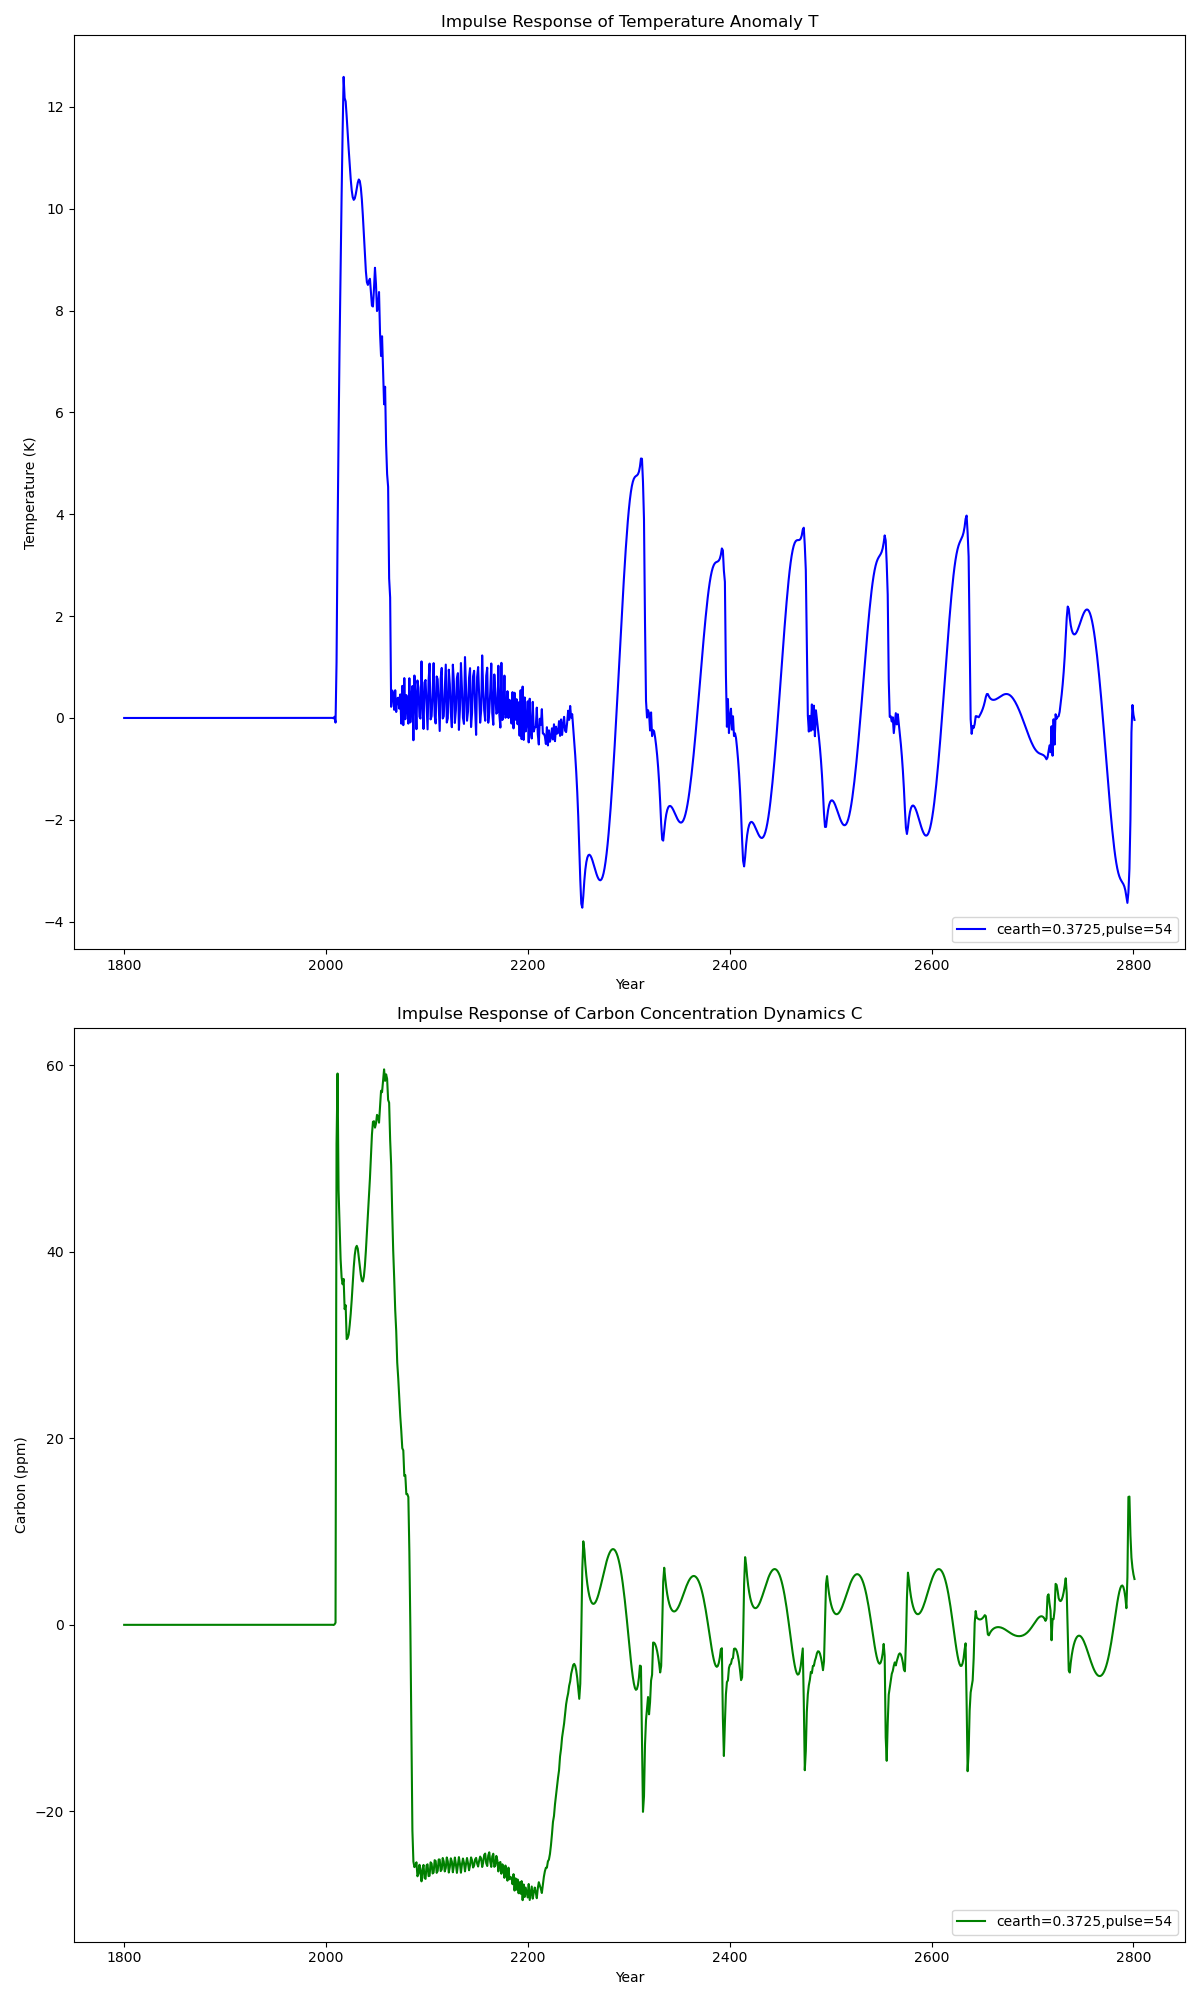 Impulse Response of Temperature Anomaly T
12
10
8
6
4
2
0
−2
−4
Temperature (K)
cearth=0.3725,pulse=54
1800 2000 2200 2400 2600 2800
Year
Impulse Response of Carbon Concentration Dynamics C
60
40
20
0
−20
Carbon (ppm)
cearth=0.3725,pulse=54
1800 2000 2200 2400 2600 2800
Year